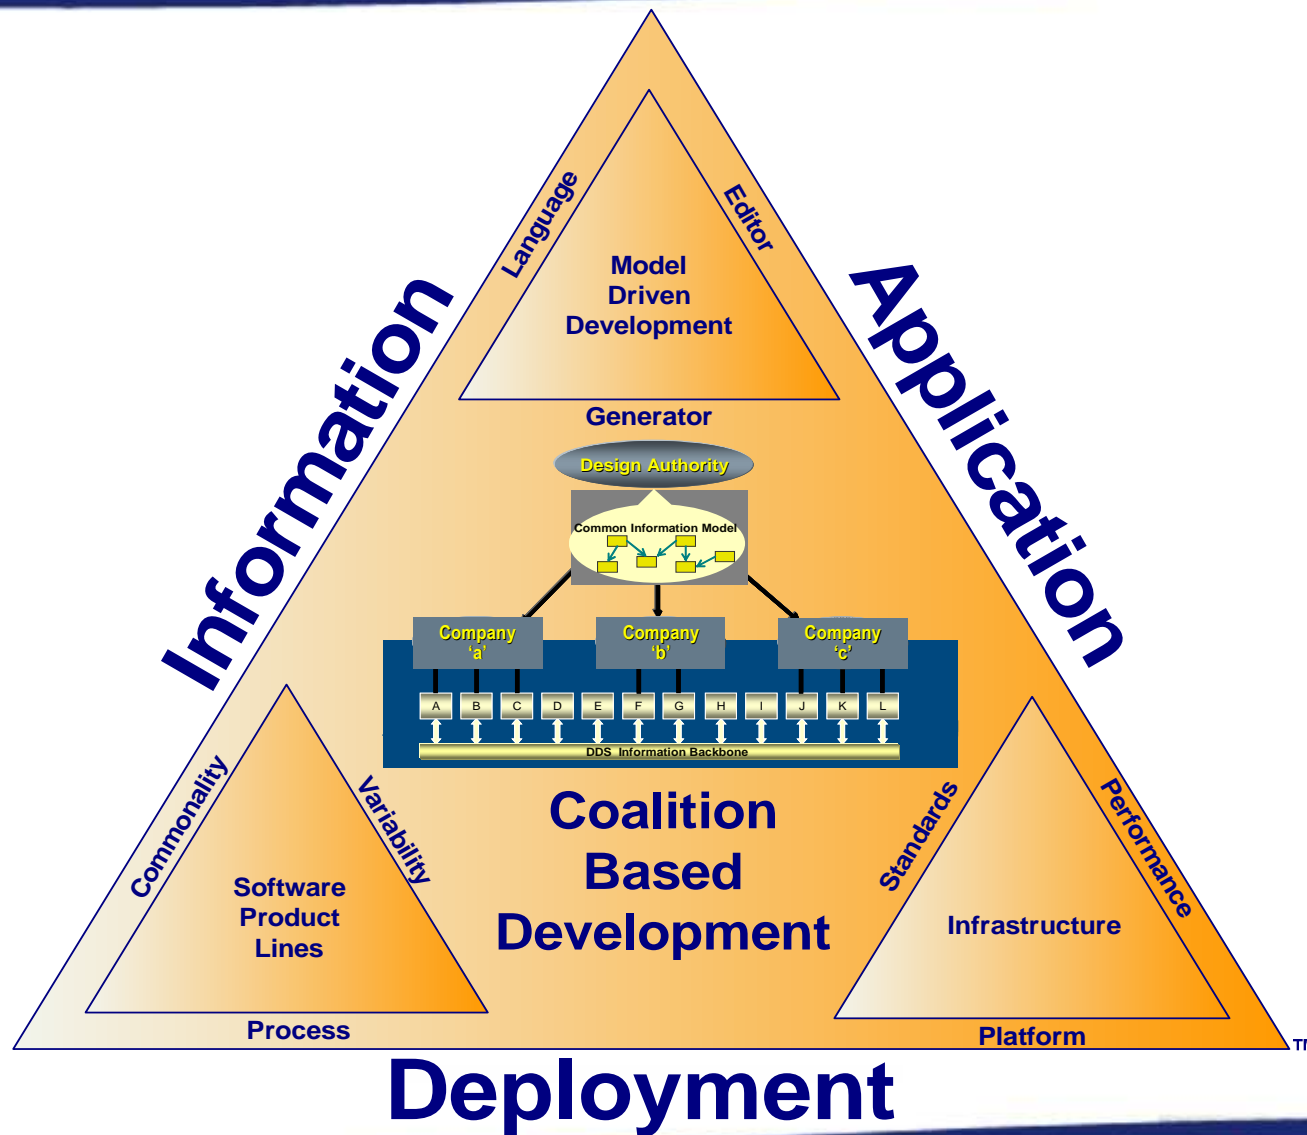 Language
Editor
Model
Driven
Development
Generator
Information
Application
Design Authority
Common Information Model
Company
‘a’
Company
‘b’
Company
‘c’
A B C D E F G H I J K L
DDS Information Backbone
Commonality
Variability
Software
Product
Lines
Process
Coalition
Based
Development
Standards
Performance
Infrastructure
Platform
TM
Deployment